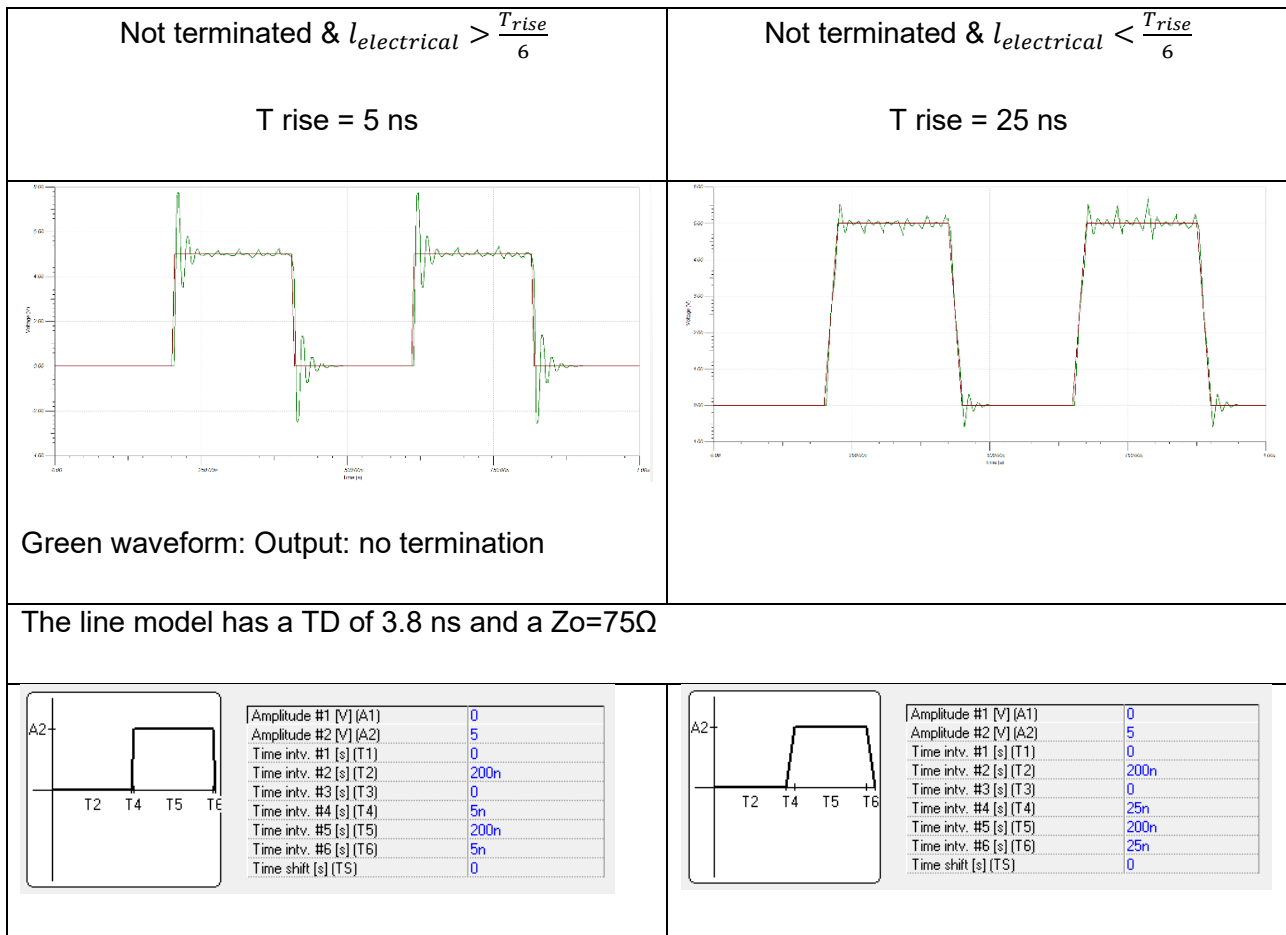 Not terminated & l_electrical > T_rise/6
T rise = 5 ns
Not terminated & l_electrical < T_rise/6
T rise = 25 ns
Voltage [V]
Time [s]
Voltage [V]
Time [s]
Green waveform: Output: no termination
The line model has a TD of 3.8 ns and a Zo=75Ω
A2
T2 T4 T5 T6
Amplitude #1 [V] (A1) 0
Amplitude #2 [V] (A2) 5
Time intv. #1 [s] (T1) 0
Time intv. #2 [s] (T2) 200n
Time intv. #3 [s] (T3) 0
Time intv. #4 [s] (T4) 5n
Time intv. #5 [s] (T5) 200n
Time intv. #6 [s] (T6) 5n
Time shift [s] (TS) 0
A2
T2 T4 T5 T6
Amplitude #1 [V] (A1) 0
Amplitude #2 [V] (A2) 5
Time intv. #1 [s] (T1) 0
Time intv. #2 [s] (T2) 200n
Time intv. #3 [s] (T3) 0
Time intv. #4 [s] (T4) 25n
Time intv. #5 [s] (T5) 200n
Time intv. #6 [s] (T6) 25n
Time shift [s] (TS) 0